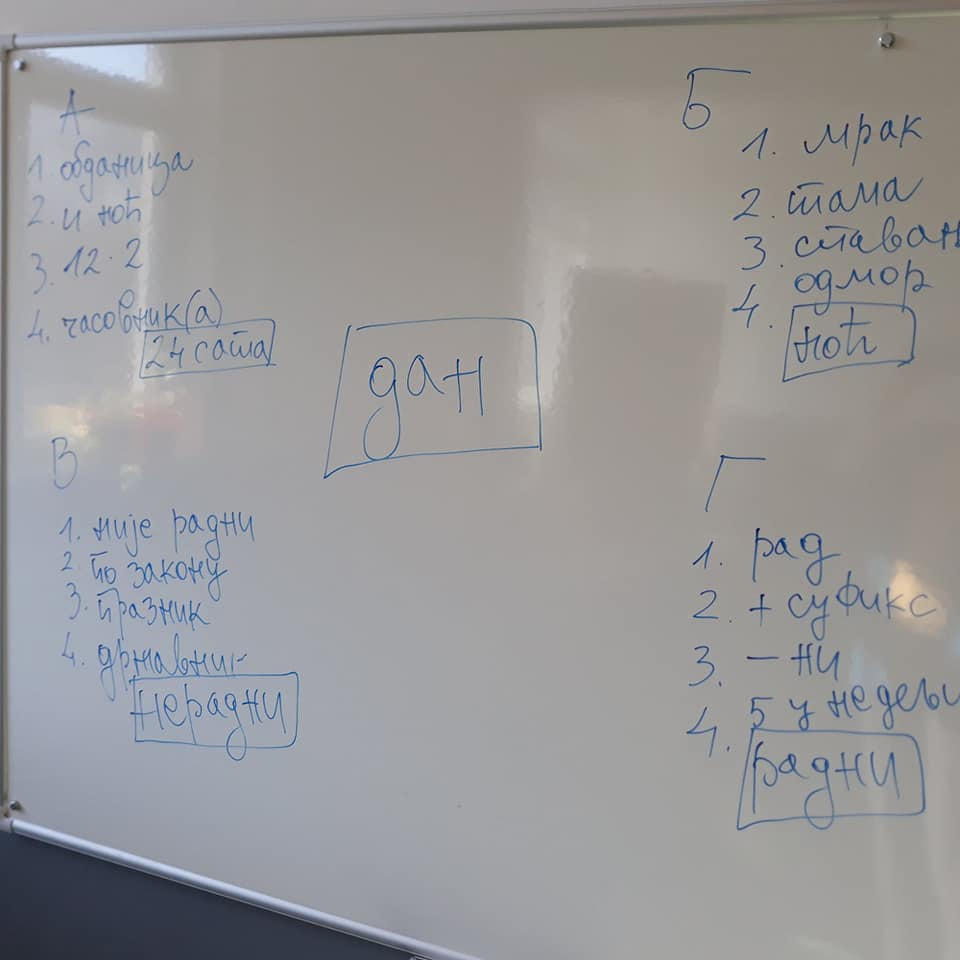 А
1. обданица
2. и ноћ
3. 12 · 2
4. часовник(а)
24 сата
дан
Б
1. мрак
2. тама
3. спаван
одмор
4.
ноћ
В
1. није радни
2. по закону
3. празник
4. државни
нерадни
Г
1. рад
2. + суфикс
3. – ни
4. 5 у недељи
радни